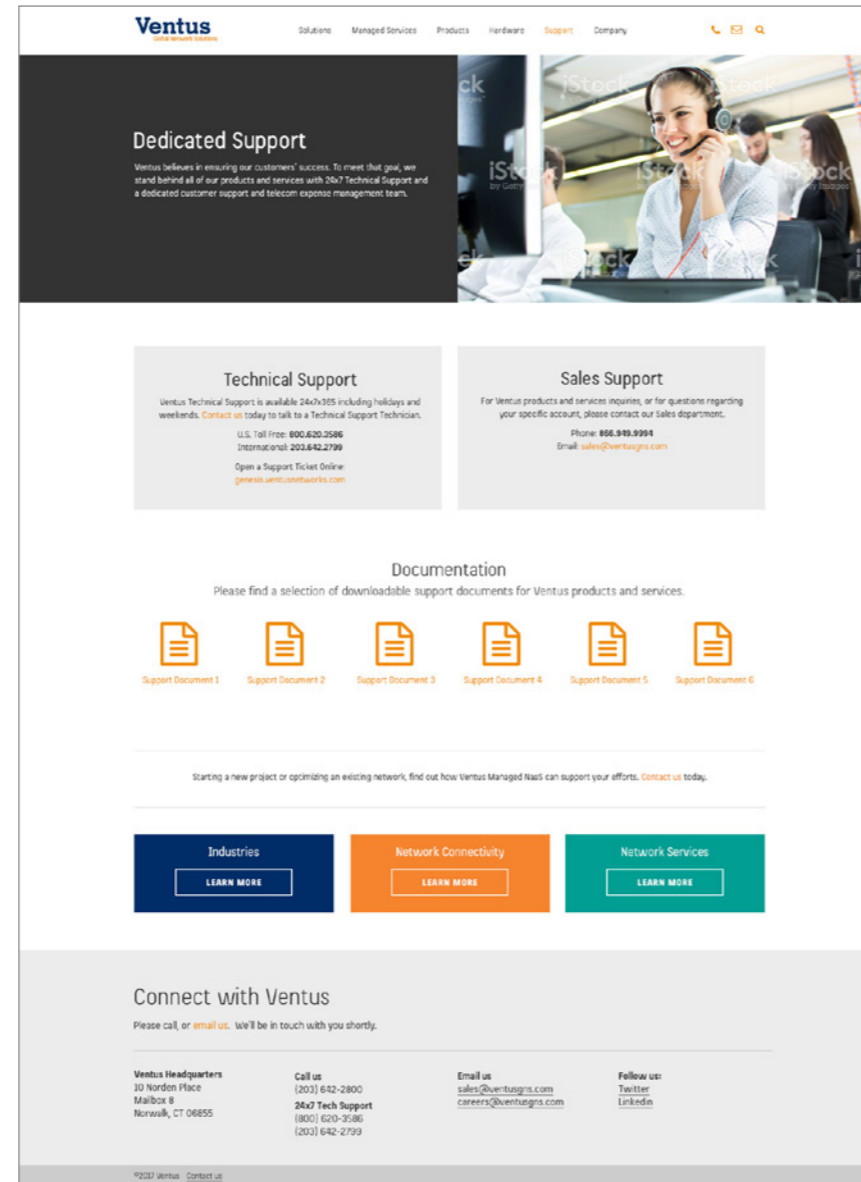 Ventus
Global Network Solutions
Solutions Managed Services Products Hardware Support Company
Dedicated Support
Ventus believes in ensuring our customers' success. To meet that goal, we
stand behind all of our products and services with 24x7 Technical Support and
a dedicated customer support and telecom expense management team.
iStock
by Getty Images
Technical Support
Ventus Technical Support is available 24x7x365 including holidays and
weekends. Contact us today to talk to a Technical Support Technician.
U.S. Toll Free: 800.620.3586
International: 203.642.2799
Open a Support Ticket Online:
genesis.ventusnetworks.com
Sales Support
For Ventus products and services inquiries, or for questions regarding
your specific account, please contact our Sales department.
Phone: 866.949.9994
Email: sales@ventusgns.com
Documentation
Please find a selection of downloadable support documents for Ventus products and services.
Support Document 1 Support Document 2 Support Document 3 Support Document 4 Support Document 5 Support Document 6
Starting a new project or optimizing an existing network, find out how Ventus Managed NaaS can support your efforts. Contact us today.
Industries
LEARN MORE
Network Connectivity
LEARN MORE
Network Services
LEARN MORE
Connect with Ventus
Please call, or email us. We'll be in touch with you shortly.
Ventus Headquarters
10 Norden Place
Mailbox 8
Norwalk, CT 06855
Call us
(203) 642-2800
24x7 Tech Support
(800) 620-3586
(203) 642-2799
Email us
sales@ventusgns.com
careers@ventusgns.com
Follow us:
Twitter
Linkedin
©2017 Ventus Contact us